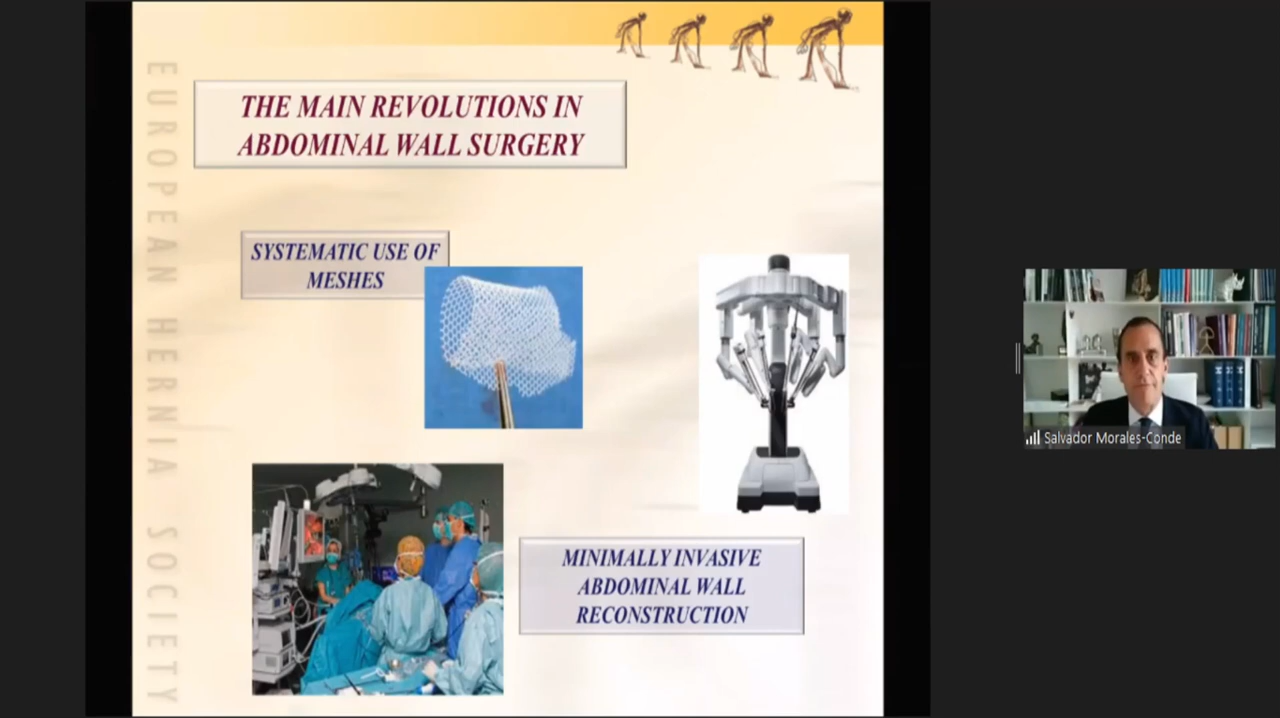 EUROPEAN HERNIA SOCIETY
THE MAIN REVOLUTIONS IN
ABDOMINAL WALL SURGERY
SYSTEMATIC USE OF
MESHES
MINIMALLY INVASIVE
ABDOMINAL WALL
RECONSTRUCTION
Salvador Morales-Conde